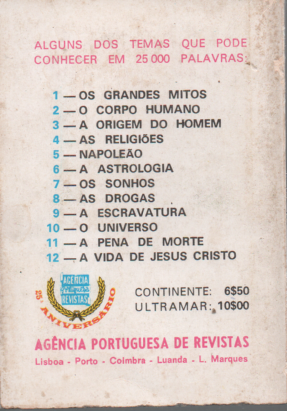 ALGUNS DOS TEMAS QUE PODE
CONHECER EM 25 000 PALAVRAS:
1 — OS GRANDES MITOS
2 — O CORPO HUMANO
3 — A ORIGEM DO HOMEM
4 — AS RELIGIÕES
5 — NAPOLEÃO
6 — A ASTROLOGIA
7 — OS SONHOS
8 — AS DROGAS
9 — A ESCRAVATURA
10 — O UNIVERSO
11 — A PENA DE MORTE
12 — A VIDA DE JESUS CRISTO
AGÊNCIA
PORTUGUESA
REVISTAS
25º ANIVERSÁRIO
CONTINENTE: 6$50
ULTRAMAR: 10$00
AGÊNCIA PORTUGUESA DE REVISTAS
Lisboa - Porto - Coimbra - Luanda - L. Marques